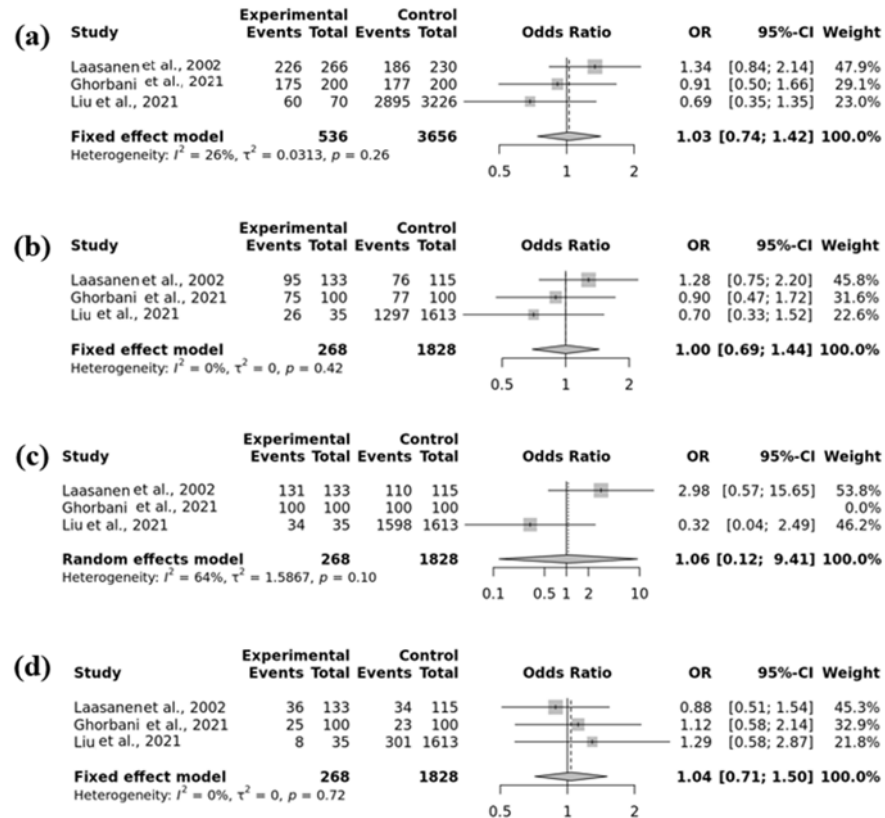 (a)
Experimental Control
Study Events Total Events Total Odds Ratio OR 95%-CI Weight
Laasanen et al., 2002 226 266 186 230 1.34 [0.84; 2.14] 47.9%
Ghorbani et al., 2021 175 200 177 200 0.91 [0.50; 1.66] 29.1%
Liu et al., 2021 60 70 2895 3226 0.69 [0.35; 1.35] 23.0%
Fixed effect model 536 3656 1.03 [0.74; 1.42] 100.0%
Heterogeneity: I² = 26%, τ² = 0.0313, p = 0.26
0.5 1 2
(b)
Experimental Control
Study Events Total Events Total Odds Ratio OR 95%-CI Weight
Laasanen et al., 2002 95 133 76 115 1.28 [0.75; 2.20] 45.8%
Ghorbani et al., 2021 75 100 77 100 0.90 [0.47; 1.72] 31.6%
Liu et al., 2021 26 35 1297 1613 0.70 [0.33; 1.52] 22.6%
Fixed effect model 268 1828 1.00 [0.69; 1.44] 100.0%
Heterogeneity: I² = 0%, τ² = 0, p = 0.42
0.5 1 2
(c)
Experimental Control
Study Events Total Events Total Odds Ratio OR 95%-CI Weight
Laasanen et al., 2002 131 133 110 115 2.98 [0.57; 15.65] 53.8%
Ghorbani et al., 2021 100 100 100 100 0.0%
Liu et al., 2021 34 35 1598 1613 0.32 [0.04; 2.49] 46.2%
Random effects model 268 1828 1.06 [0.12; 9.41] 100.0%
Heterogeneity: I² = 64%, τ² = 1.5867, p = 0.10
0.1 0.5 1 2 10
(d)
Experimental Control
Study Events Total Events Total Odds Ratio OR 95%-CI Weight
Laasanen et al., 2002 36 133 34 115 0.88 [0.51; 1.54] 45.3%
Ghorbani et al., 2021 25 100 23 100 1.12 [0.58; 2.14] 32.9%
Liu et al., 2021 8 35 301 1613 1.29 [0.58; 2.87] 21.8%
Fixed effect model 268 1828 1.04 [0.71; 1.50] 100.0%
Heterogeneity: I² = 0%, τ² = 0, p = 0.72
0.5 1 2